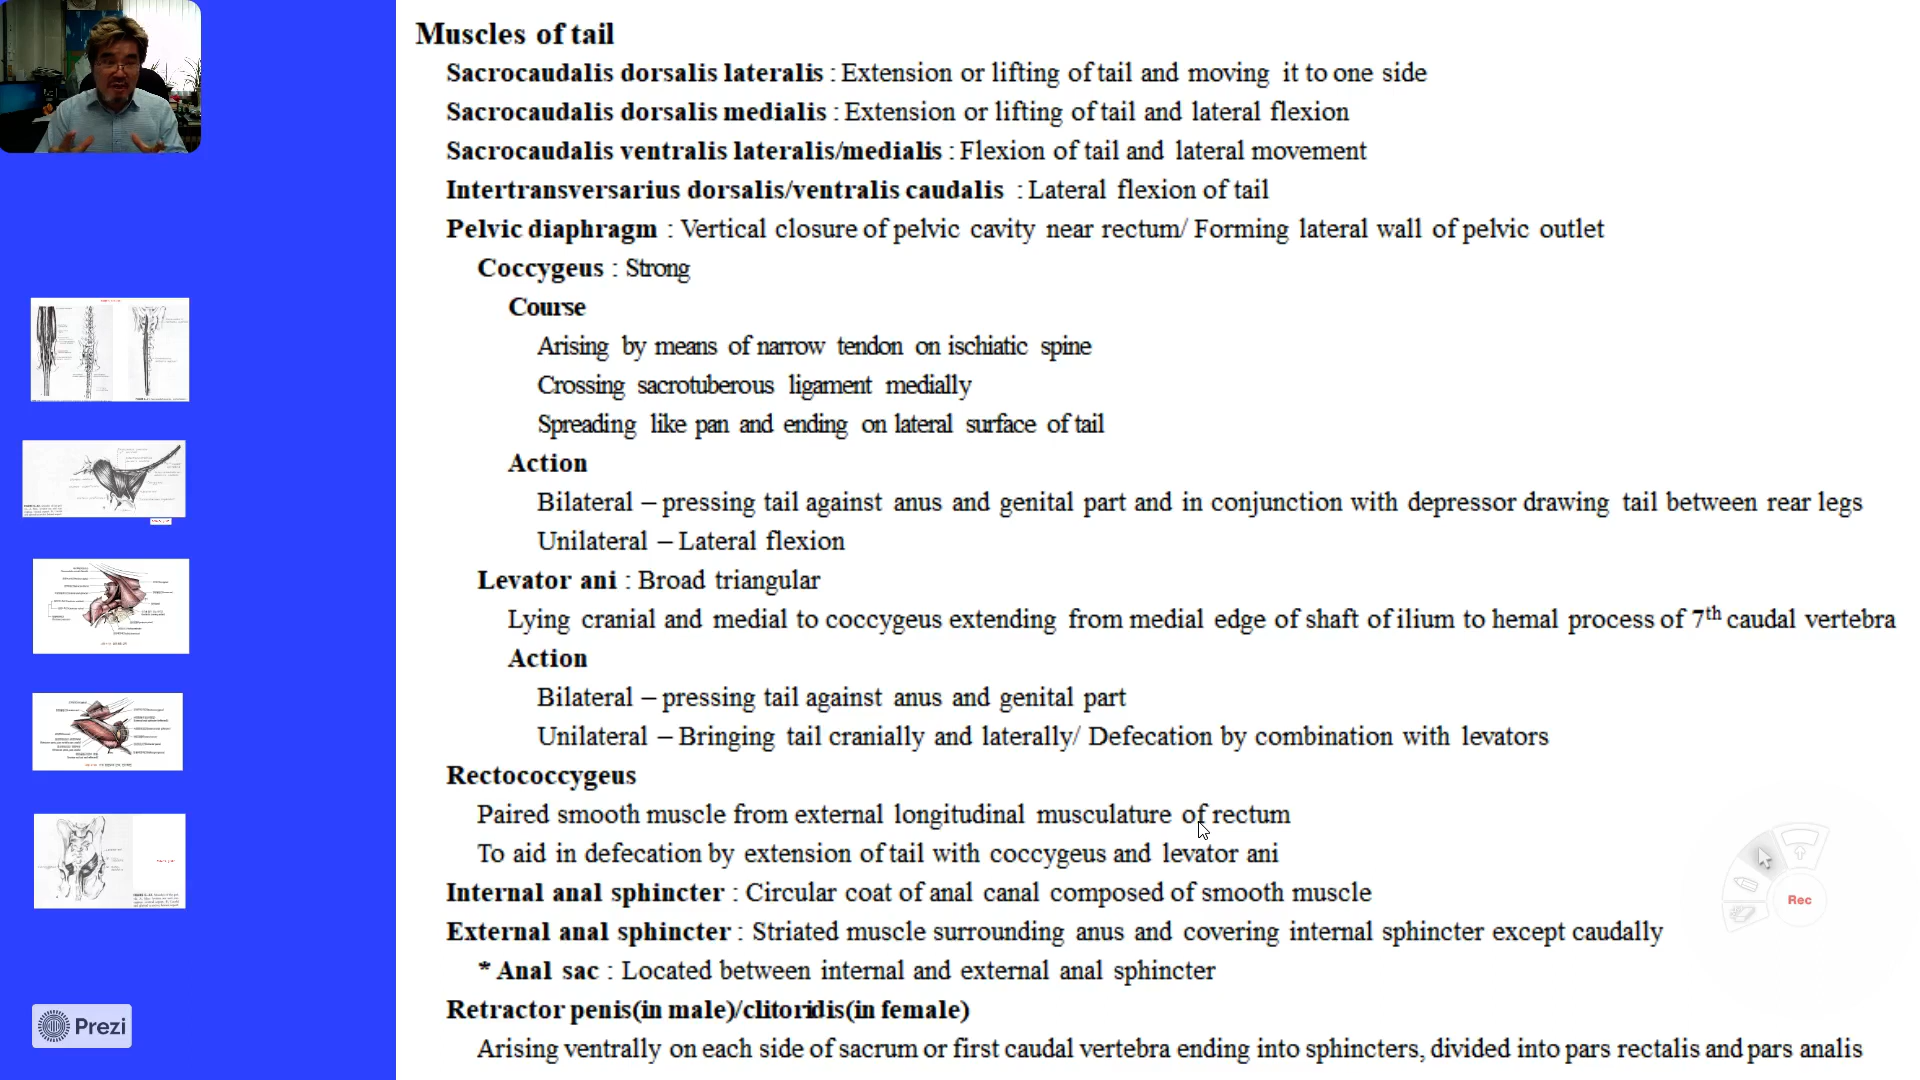 Muscles of tail
Sacrocaudalis dorsalis lateralis : Extension or lifting of tail and moving it to one side
Sacrocaudalis dorsalis medialis : Extension or lifting of tail and lateral flexion
Sacrocaudalis ventralis lateralis/medialis : Flexion of tail and lateral movement
Intertransversarius dorsalis/ventralis caudalis : Lateral flexion of tail
Pelvic diaphragm : Vertical closure of pelvic cavity near rectum/ Forming lateral wall of pelvic outlet
Coccygeus : Strong
Course
Arising by means of narrow tendon on ischiatic spine
Crossing sacrotuberous ligament medially
Spreading like pan and ending on lateral surface of tail
Action
Bilateral – pressing tail against anus and genital part and in conjunction with depressor drawing tail between rear legs
Unilateral – Lateral flexion
Levator ani : Broad triangular
Lying cranial and medial to coccygeus extending from medial edge of shaft of ilium to hemal process of 7th caudal vertebra
Action
Bilateral – pressing tail against anus and genital part
Unilateral – Bringing tail cranially and laterally/ Defecation by combination with levators
Rectococcygeus
Paired smooth muscle from external longitudinal musculature of rectum
To aid in defecation by extension of tail with coccygeus and levator ani
Internal anal sphincter : Circular coat of anal canal composed of smooth muscle
External anal sphincter : Striated muscle surrounding anus and covering internal sphincter except caudally
* Anal sac : Located between internal and external anal sphincter
Retractor penis(in male)/clitoridis(in female)
Arising ventrally on each side of sacrum or first caudal vertebra ending into sphincters, divided into pars rectalis and pars analis
Rec
Prezi